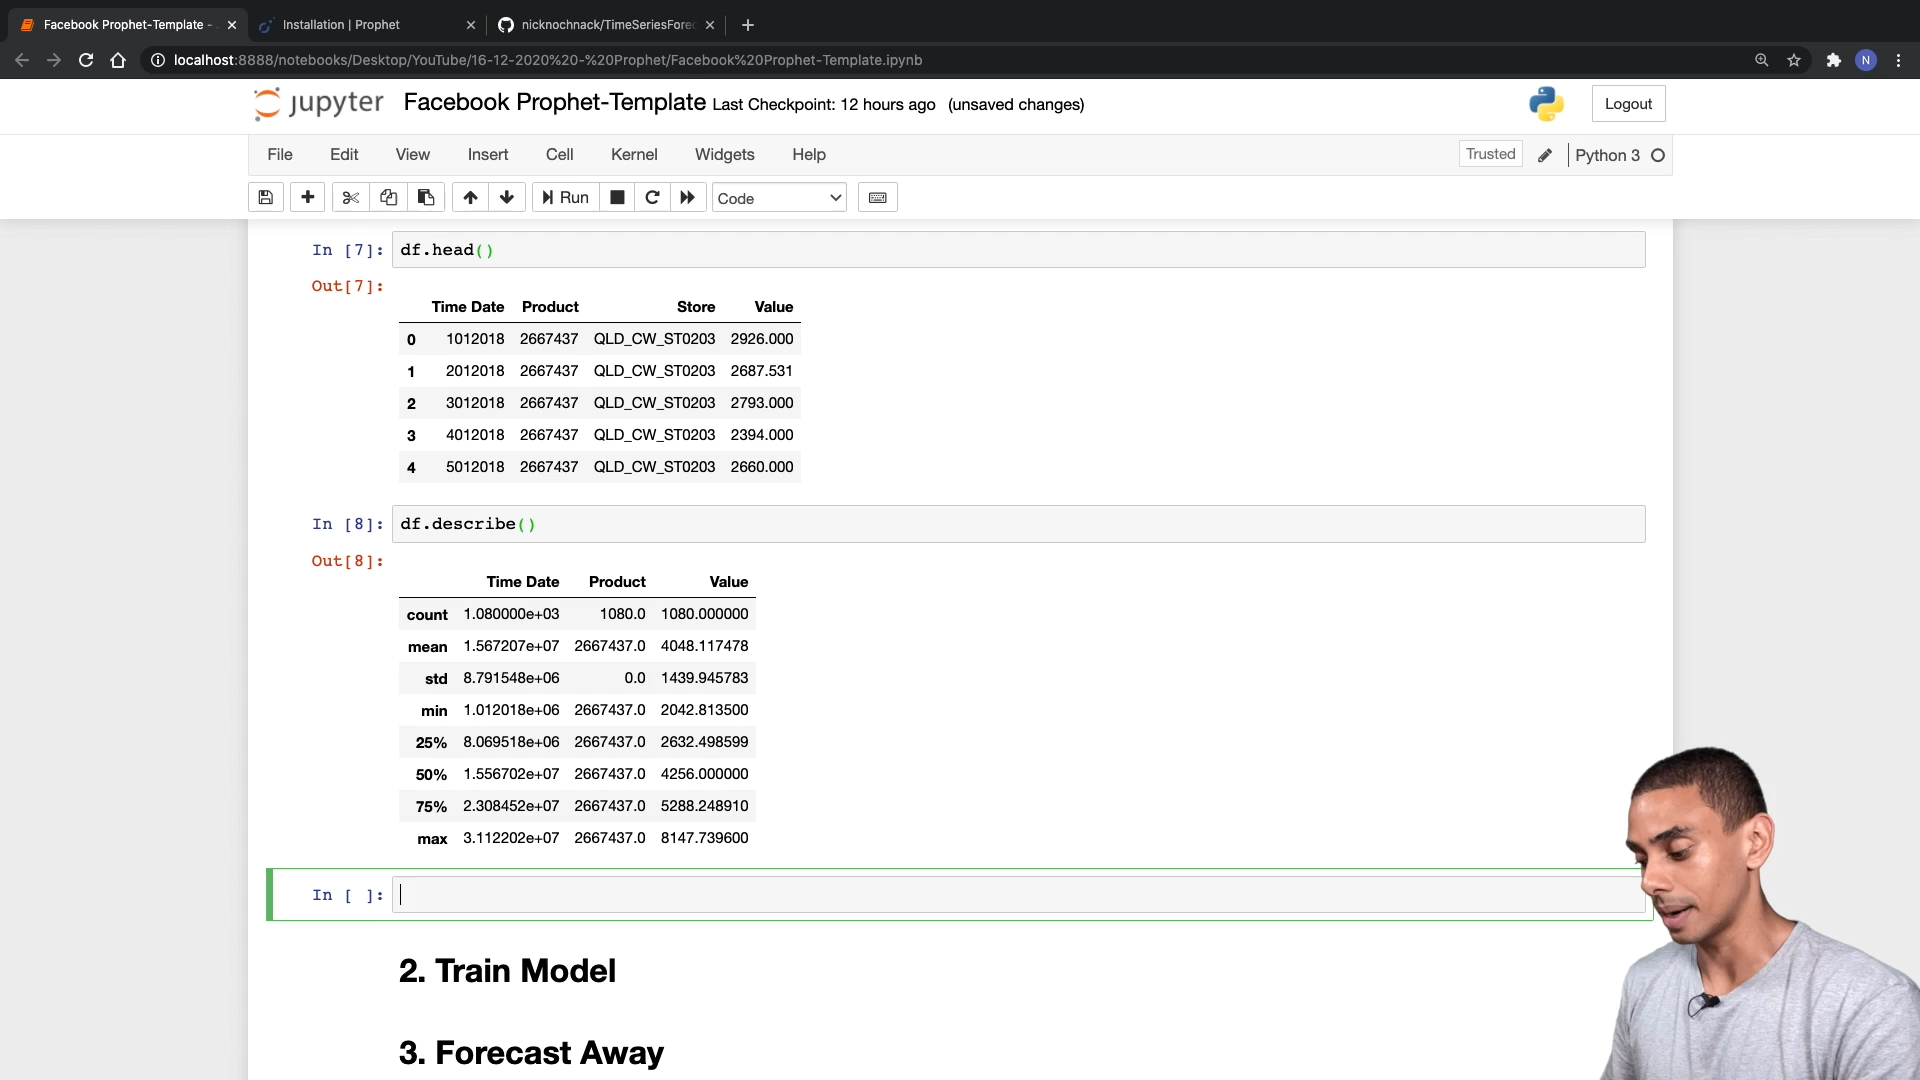 Facebook Prophet-Template -
Installation | Prophet
nicknochnack/TimeSeriesForec
localhost:8888/notebooks/Desktop/YouTube/16-12-2020%20-%20Prophet/Facebook%20Prophet-Template.ipynb
N
jupyter Facebook Prophet-Template Last Checkpoint: 12 hours ago (unsaved changes)
Logout
File Edit View Insert Cell Kernel Widgets Help
Trusted Python 3
Run Code
In [7]: df.head()
Out[7]:
Time Date Product Store Value
0 1012018 2667437 QLD_CW_ST0203 2926.000
1 2012018 2667437 QLD_CW_ST0203 2687.531
2 3012018 2667437 QLD_CW_ST0203 2793.000
3 4012018 2667437 QLD_CW_ST0203 2394.000
4 5012018 2667437 QLD_CW_ST0203 2660.000
In [8]: df.describe()
Out[8]:
Time Date Product Value
count 1.080000e+03 1080.0 1080.000000
mean 1.567207e+07 2667437.0 4048.117478
std 8.791548e+06 0.0 1439.945783
min 1.012018e+06 2667437.0 2042.813500
25% 8.069518e+06 2667437.0 2632.498599
50% 1.556702e+07 2667437.0 4256.000000
75% 2.308452e+07 2667437.0 5288.248910
max 3.112202e+07 2667437.0 8147.739600
In [ ]:
2. Train Model
3. Forecast Away